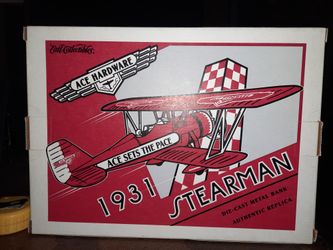 Ertl Collectibles
ACE HARDWARE
ACE SETS THE PACE
1931
STEARMAN
DIE-CAST METAL BANK
AUTHENTIC REPLICA